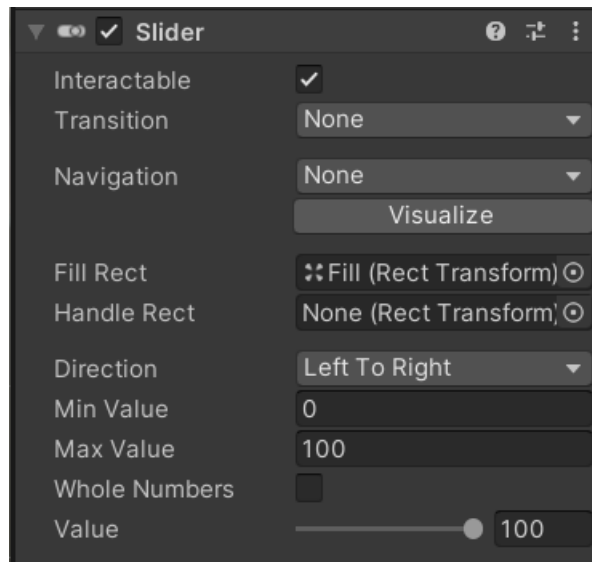 Slider
Interactable
Transition None
Navigation None
Visualize
Fill Rect Fill (Rect Transform)
Handle Rect None (Rect Transform)
Direction Left To Right
Min Value 0
Max Value 100
Whole Numbers
Value 100